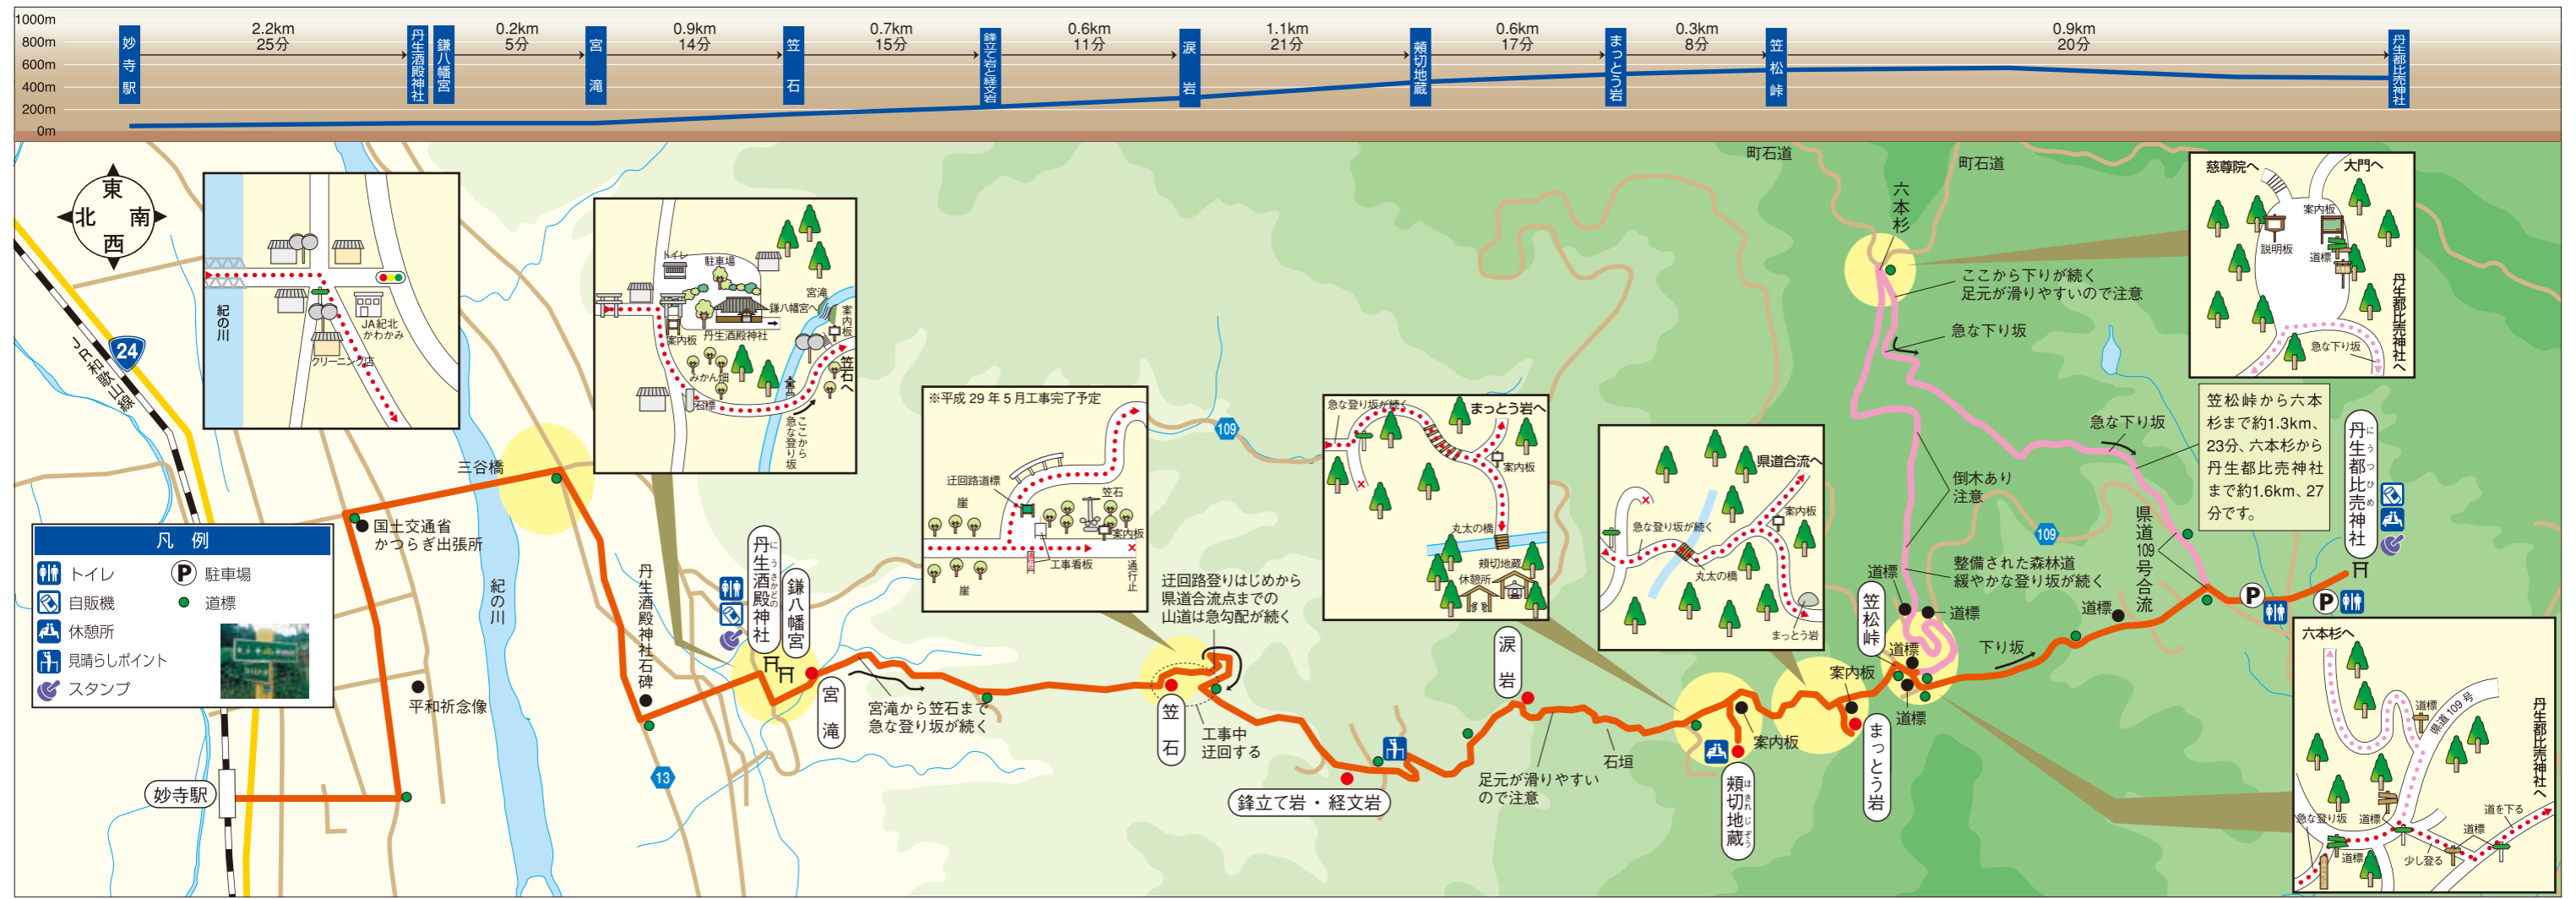 1000m
800m
600m
400m
200m
0m
妙寺駅
2.2km
25分
丹生酒殿神社
鎌八幡宮
0.2km
5分
宮滝
0.9km
14分
笠石
0.7km
15分
鉾立て岩と経文岩
0.6km
11分
涙岩
1.1km
21分
頬切地蔵
0.6km
17分
まっとう岩
0.3km
8分
笠松峠
0.9km
20分
丹生都比売神社
東
北 南
西
24
JR和歌山線
紀の川
JA紀北
かわかみ
クリーニング店
三谷橋
国土交通省
かつらぎ出張所
紀の川
平和祈念像
妙寺駅
凡 例
トイレ
P 駐車場
自販機
道標
休憩所
見晴らしポイント
スタンプ
トイレ
駐車場
宮滝
案内板
鎌八幡宮へ
丹生酒殿神社
案内板
みかん畑
石標
笠石へ
ここから
急な登り坂
丹生酒殿神社石碑
13
丹生酒殿神社
にうさかどの
鎌八幡宮
宮滝
宮滝から笠石まで
急な登り坂が続く
※平成 29 年 5 月工事完了予定
迂回路道標
笠石
崖
案内板
工事看板
崖
通行止
109
迂回路登りはじめから
県道合流点までの
山道は急勾配が続く
笠石
工事中
迂回する
鉾立て岩・経文岩
涙岩
足元が滑りやすい
ので注意
石垣
急な登り坂が続く
まっとう岩へ
案内板
丸太の橋
頬切地蔵
休憩所
県道合流へ
案内板
急な登り坂が続く
丸太の橋
まっとう岩
案内板
頬切地蔵
ほきれじぞう
案内板
まっとう岩
町石道
町石道
六本杉
ここから下りが続く
足元が滑りやすいので注意
急な下り坂
倒木あり
注意
整備された森林道
緩やかな登り坂が続く
109
急な下り坂
県道109号合流
笠松峠
道標
道標
道標
道標
道標
下り坂
慈尊院へ
大門へ
案内板
説明板
道標
丹生都比売神社へ
急な下り坂
笠松峠から六本
杉まで約1.3km、
23分、六本杉から
丹生都比売神社
まで約1.6km、27
分です。
丹生都比売神社
にうつひめ
P
P
六本杉へ
道標
県道 109 号
丹生都比売神社へ
急な登り坂
道標
道標
道を下る
道標
少し登る